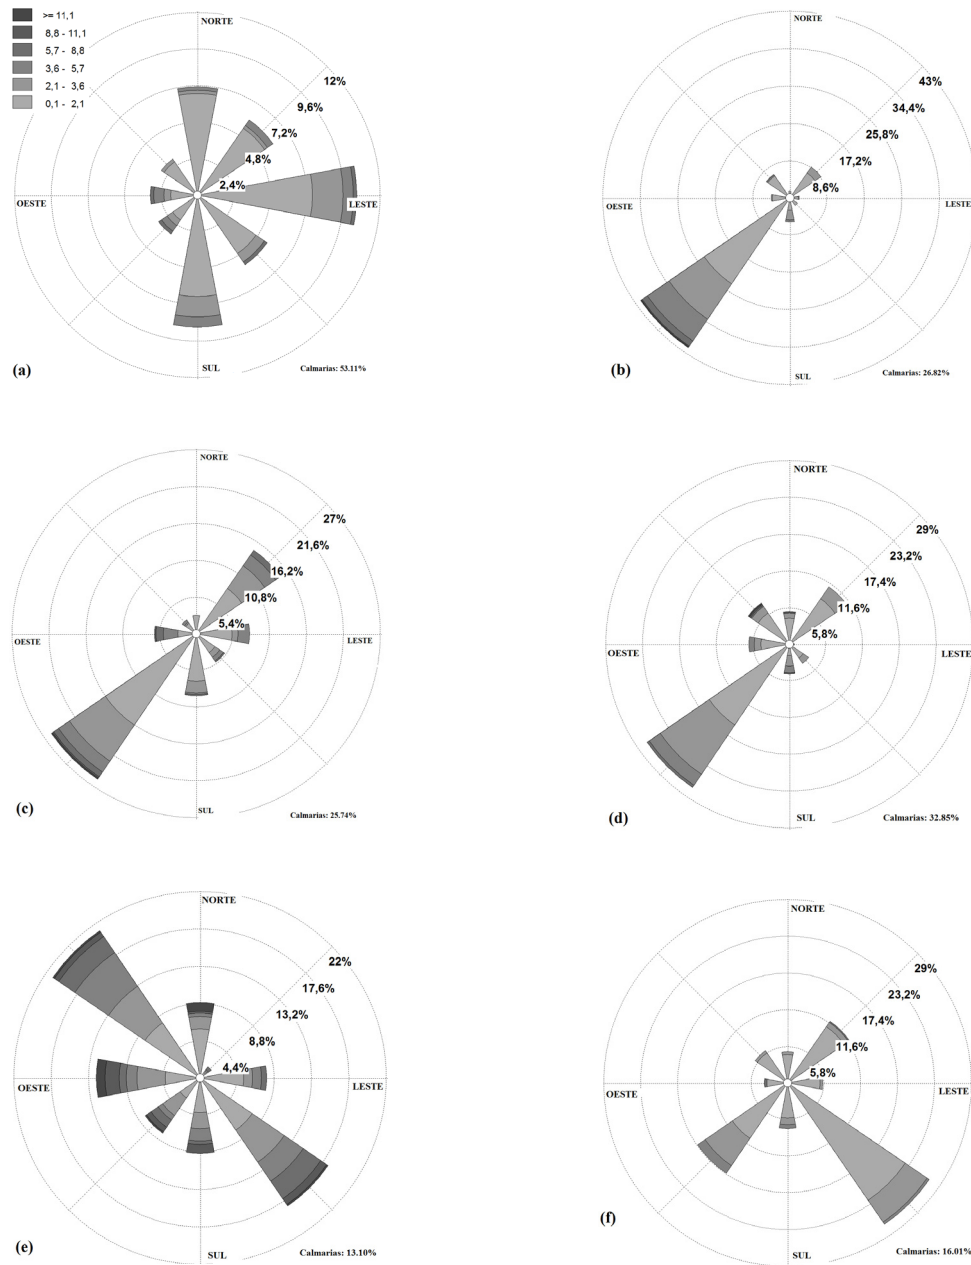 >= 11,1
8,8 - 11,1
5,7 - 8,8
3,6 - 5,7
2,1 - 3,6
0,1 - 2,1
NORTE
12%
9,6%
7,2%
4,8%
2,4%
OESTE
LESTE
SUL
(a)
Calmarias: 53.11%
NORTE
43%
34,4%
25,8%
17,2%
8,6%
OESTE
LESTE
SUL
(b)
Calmarias: 26.82%
NORTE
27%
21,6%
16,2%
10,8%
5,4%
OESTE
LESTE
SUL
(c)
Calmarias: 25.74%
NORTE
29%
23,2%
17,4%
11,6%
5,8%
OESTE
LESTE
SUL
(d)
Calmarias: 32.85%
NORTE
22%
17,6%
13,2%
8,8%
4,4%
OESTE
LESTE
SUL
(e)
Calmarias: 13.10%
NORTE
29%
23,2%
17,4%
11,6%
5,8%
OESTE
LESTE
SUL
(f)
Calmarias: 16.01%